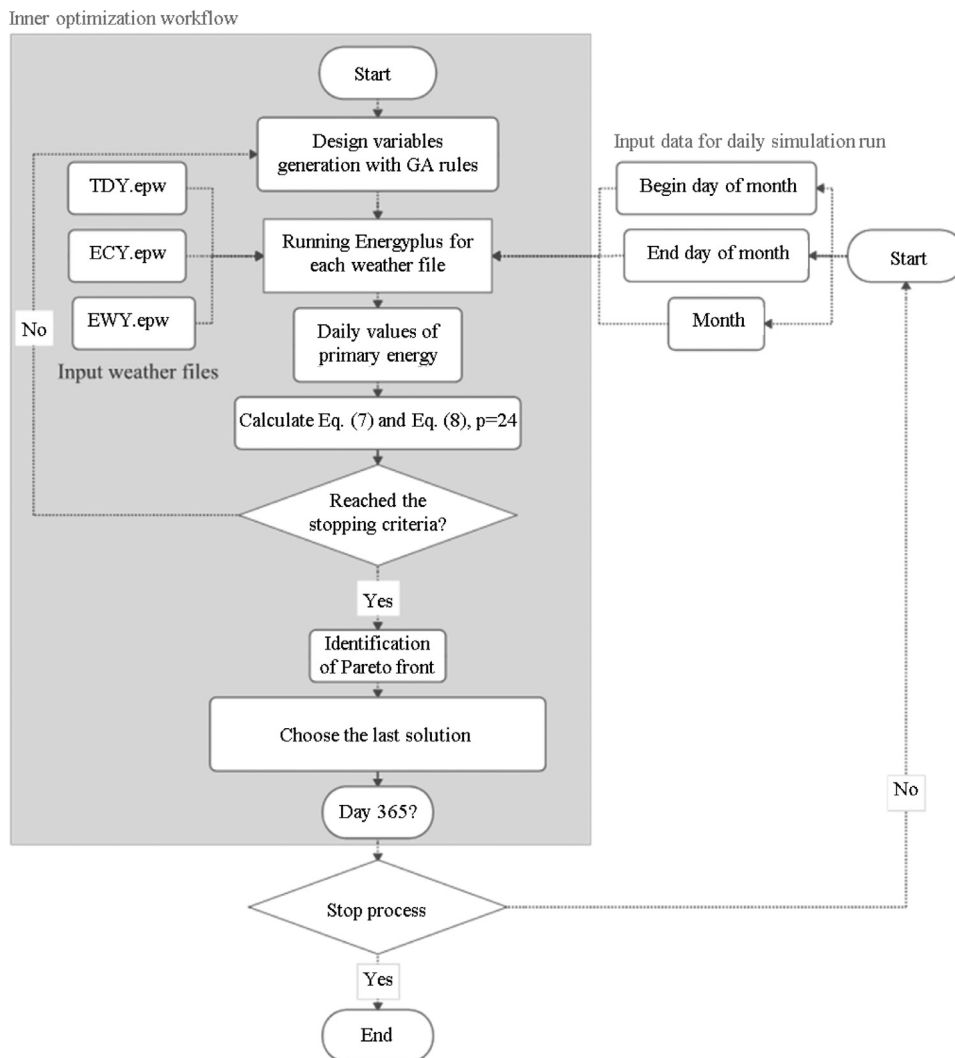 Inner optimization workflow
Start
Design variables
generation with GA rules
Input data for daily simulation run
TDY.epw
Begin day of month
ECY.epw
Running Energyplus for
each weather file
End day of month
Start
EWY.epw
Month
No
Daily values of
primary energy
Input weather files
Calculate Eq. (7) and Eq. (8), p=24
Reached the
stopping criteria?
Yes
Identification
of Pareto front
Choose the last solution
No
Day 365?
Stop process
Yes
End